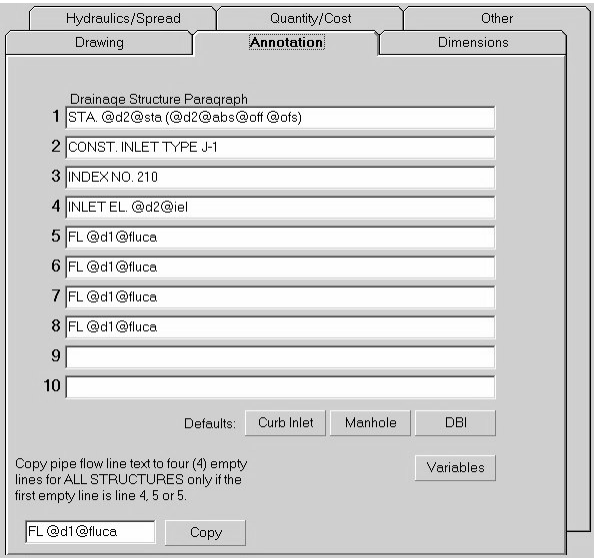 Hydraulics/Spread Quantity/Cost Other
Drawing Annotation Dimensions
Drainage Structure Paragraph
1 STA. @d2@sta (@d2@abs@off @ofs)
2 CONST. INLET TYPE J-1
3 INDEX NO. 210
4 INLET EL. @d2@iel
5 FL @d1@fluca
6 FL @d1@fluca
7 FL @d1@fluca
8 FL @d1@fluca
9
10
Defaults: Curb Inlet Manhole DBI
Copy pipe flow line text to four (4) empty
lines for ALL STRUCTURES only if the
first empty line is line 4, 5 or 5.
Variables
FL @d1@fluca Copy